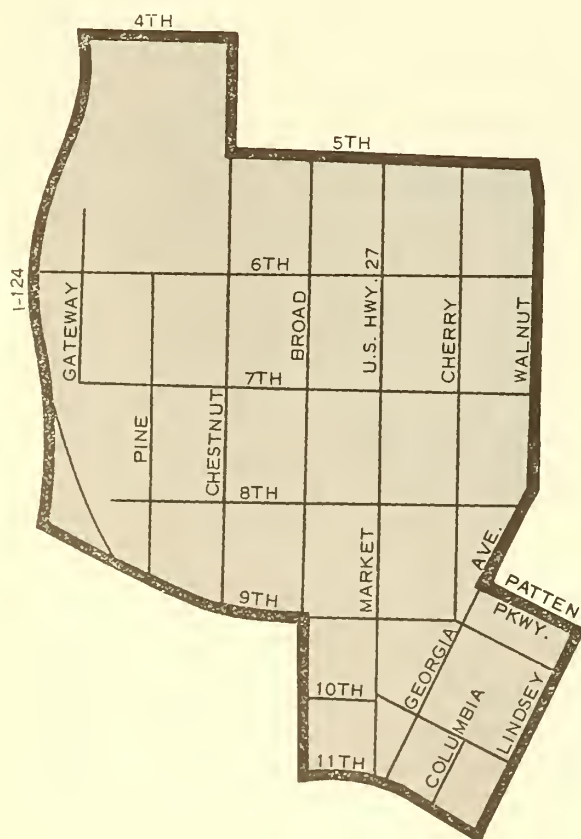 4TH
5TH
I-124
6TH
GATEWAY
BROAD
U.S. HWY. 27
CHERRY
WALNUT
7TH
PINE
CHESTNUT
8TH
MARKET
AVE.
PATTEN
PKWY.
9TH
GEORGIA
COLUMBIA
LINDSEY
10TH
11TH